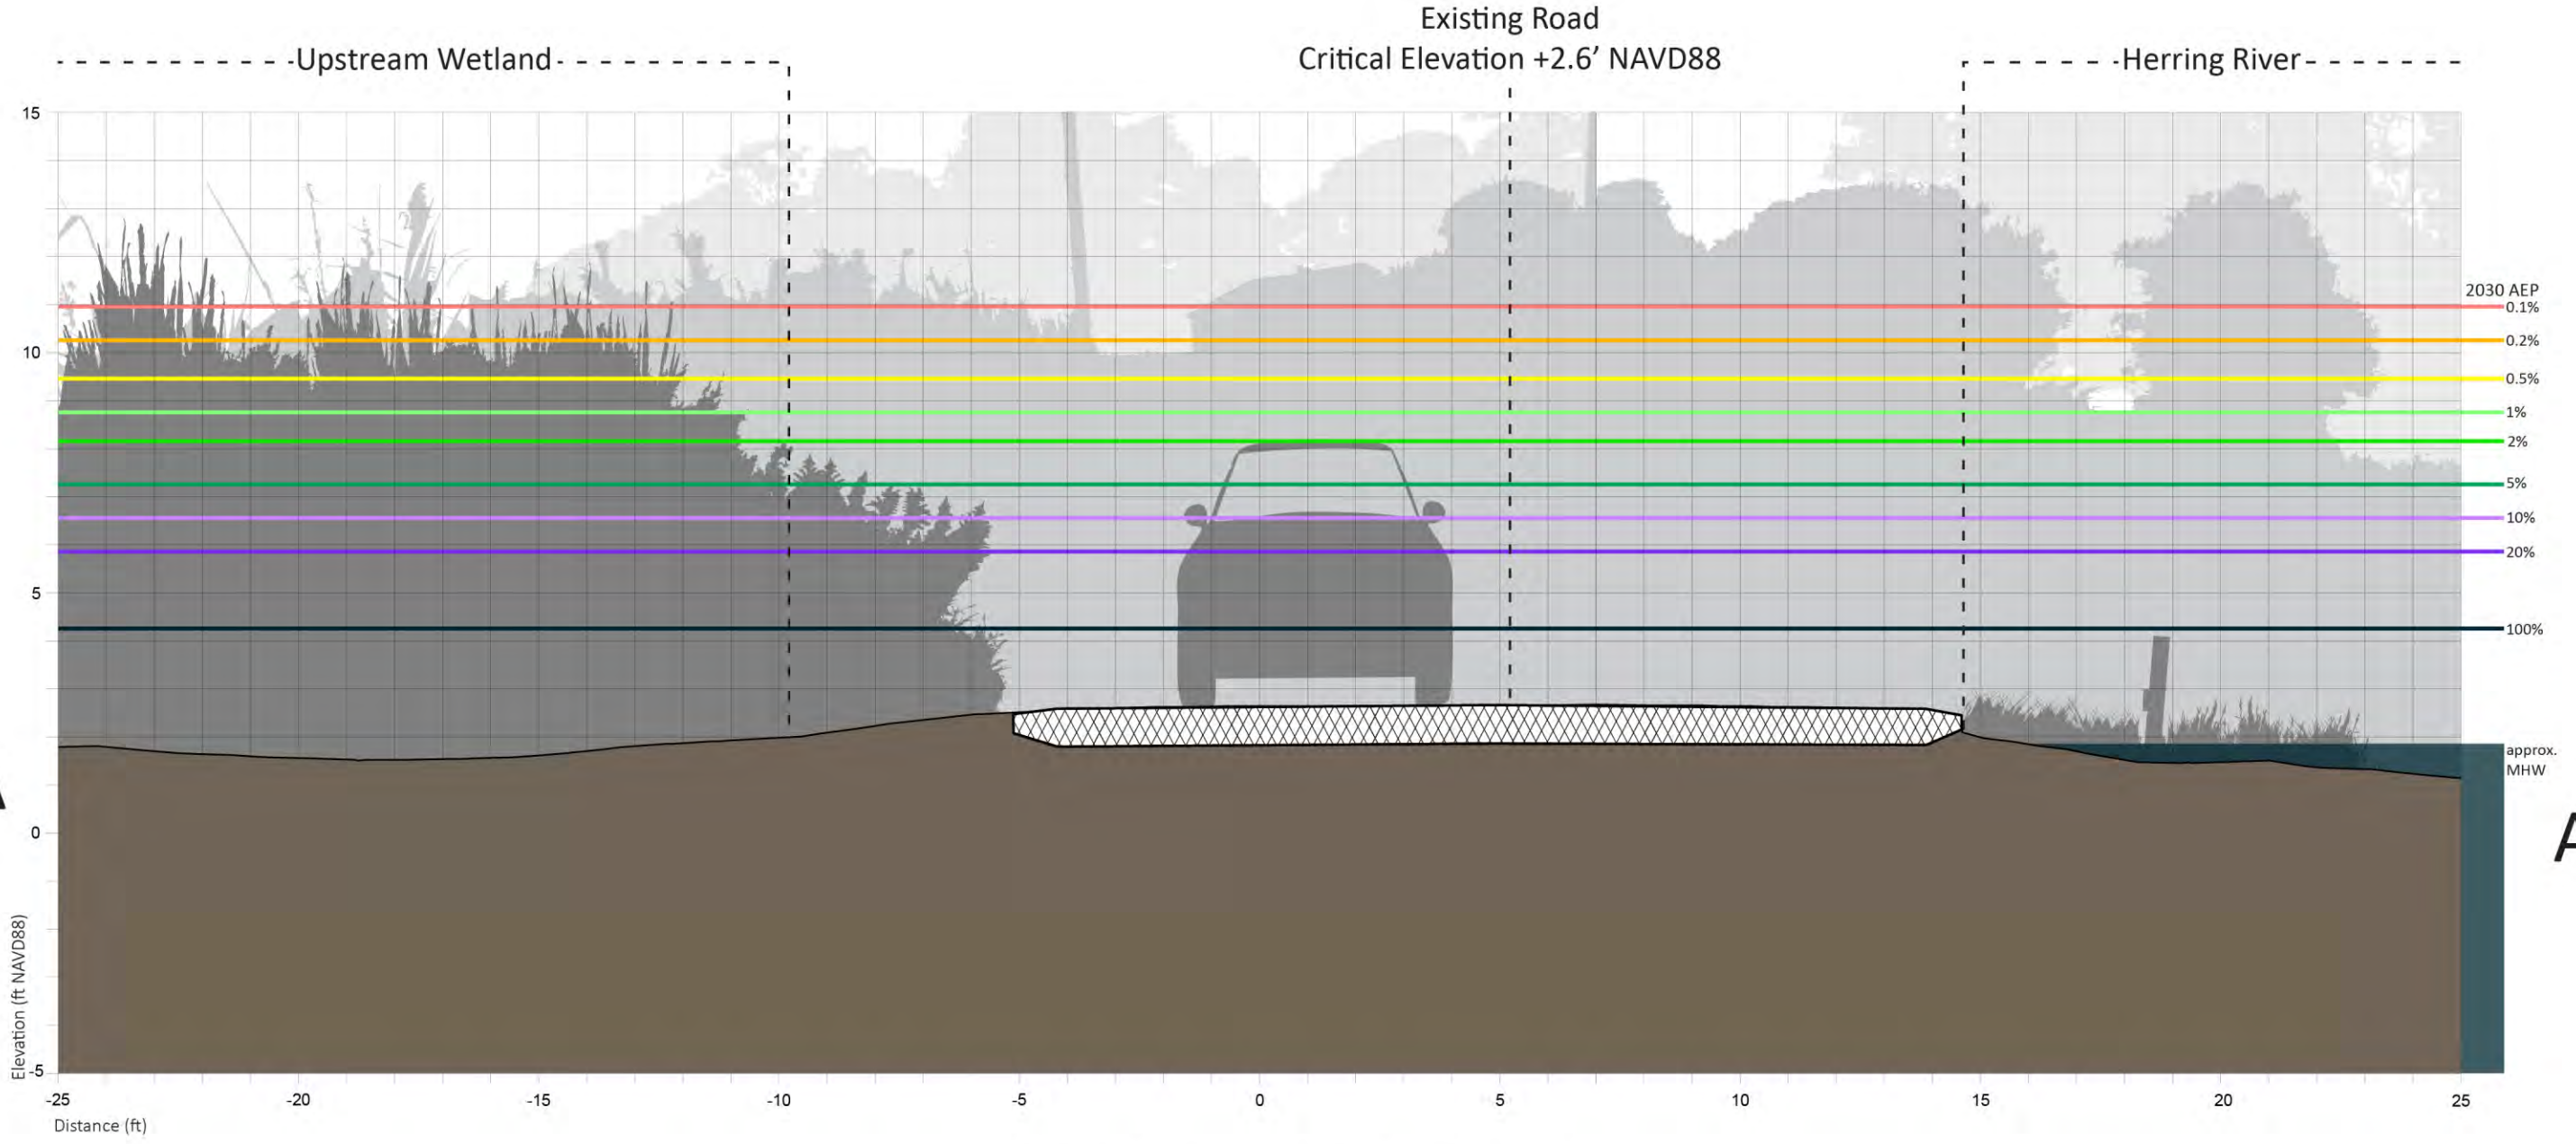 Existing Road
Upstream Wetland
Critical Elevation +2.6’ NAVD88
Herring River
15
2030 AEP
0.1%
0.2%
10
0.5%
1%
2%
5%
10%
20%
5
100%
approx.
MHW
0
A
Elevation (ft NAVD88)
-5
-25
-20
-15
-10
-5
0
5
10
15
20
25
Distance (ft)